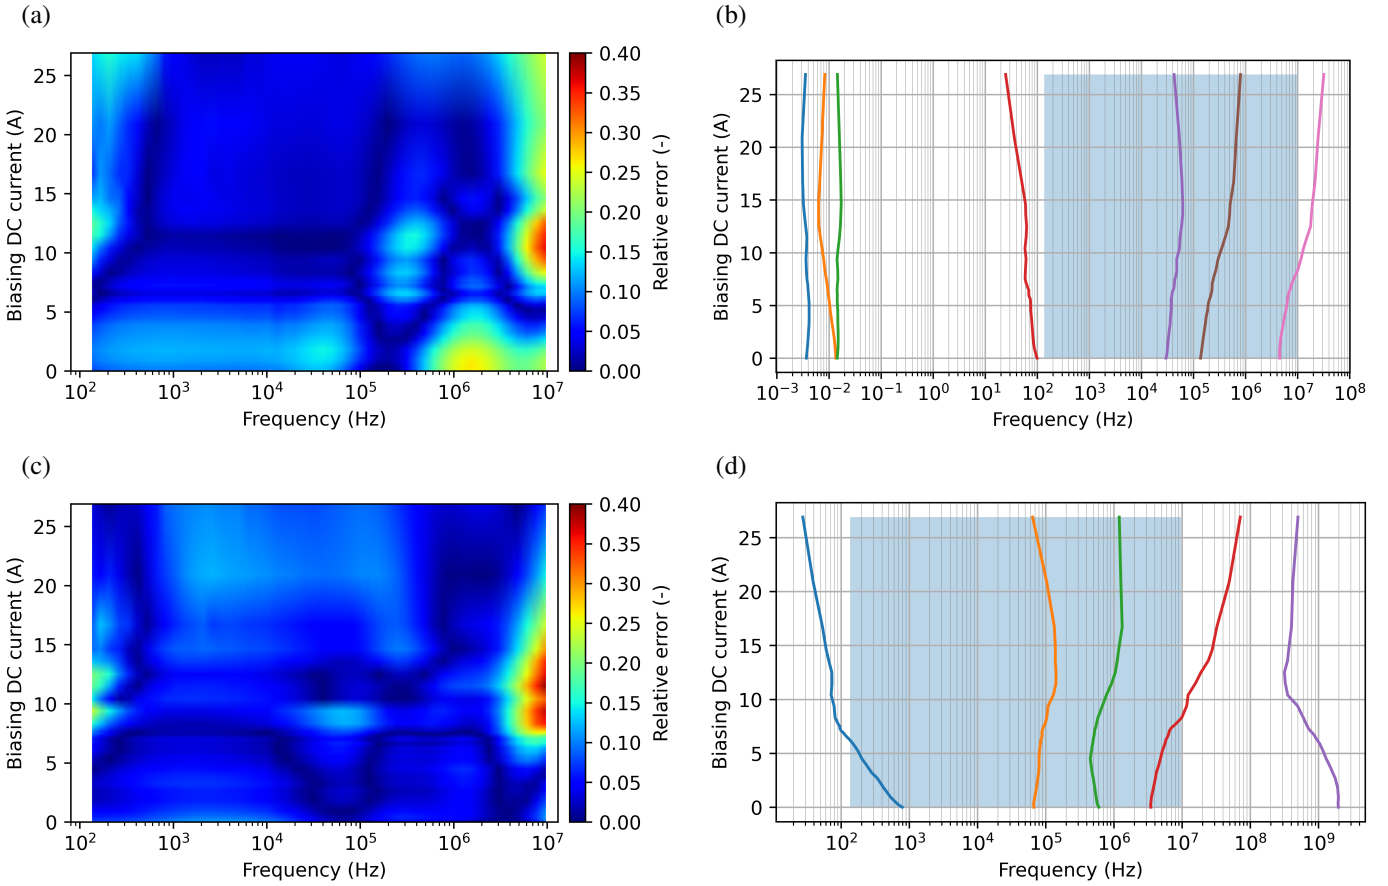 (a)
0.40
0.35
0.30
0.25
0.20
0.15
0.10
0.05
0.00
Relative error (-)
25
20
15
10
5
0
Biasing DC current (A)
10² 10³ 10⁴ 10⁵ 10⁶ 10⁷
Frequency (Hz)
(b)
25
20
15
10
5
0
Biasing DC current (A)
10⁻³ 10⁻² 10⁻¹ 10⁰ 10¹ 10² 10³ 10⁴ 10⁵ 10⁶ 10⁷ 10⁸
Frequency (Hz)
(c)
0.40
0.35
0.30
0.25
0.20
0.15
0.10
0.05
0.00
Relative error (-)
25
20
15
10
5
0
Biasing DC current (A)
10² 10³ 10⁴ 10⁵ 10⁶ 10⁷
Frequency (Hz)
(d)
25
20
15
10
5
0
Biasing DC current (A)
10² 10³ 10⁴ 10⁵ 10⁶ 10⁷ 10⁸ 10⁹
Frequency (Hz)